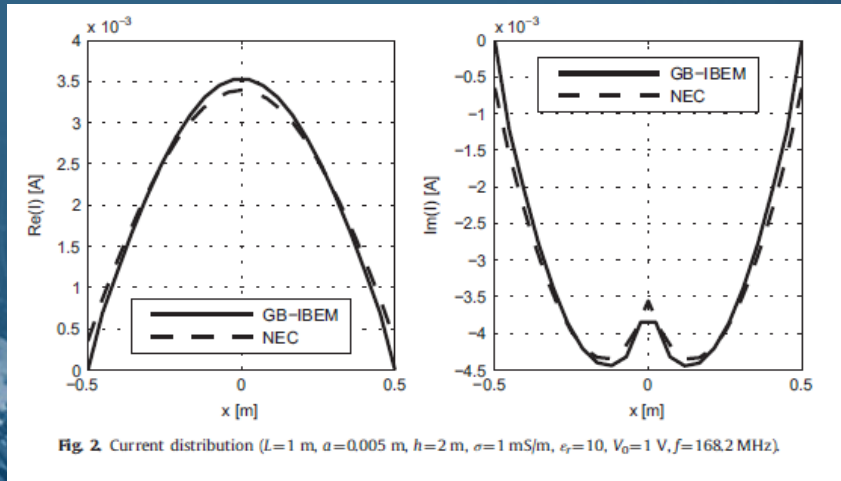 x 10⁻³
4
3.5
3
2.5
2
1.5
1
0.5
0
Re(I) [A]
GB-IBEM
NEC
−0.5 0 0.5
x [m]
x 10⁻³
0
−0.5
−1
−1.5
−2
−2.5
−3
−3.5
−4
−4.5
Im(I) [A]
GB-IBEM
NEC
−0.5 0 0.5
x [m]
Fig. 2. Current distribution (L=1 m, a=0.005 m, h=2 m, σ=1 mS/m, εr=10, V0=1 V, f=168.2 MHz).